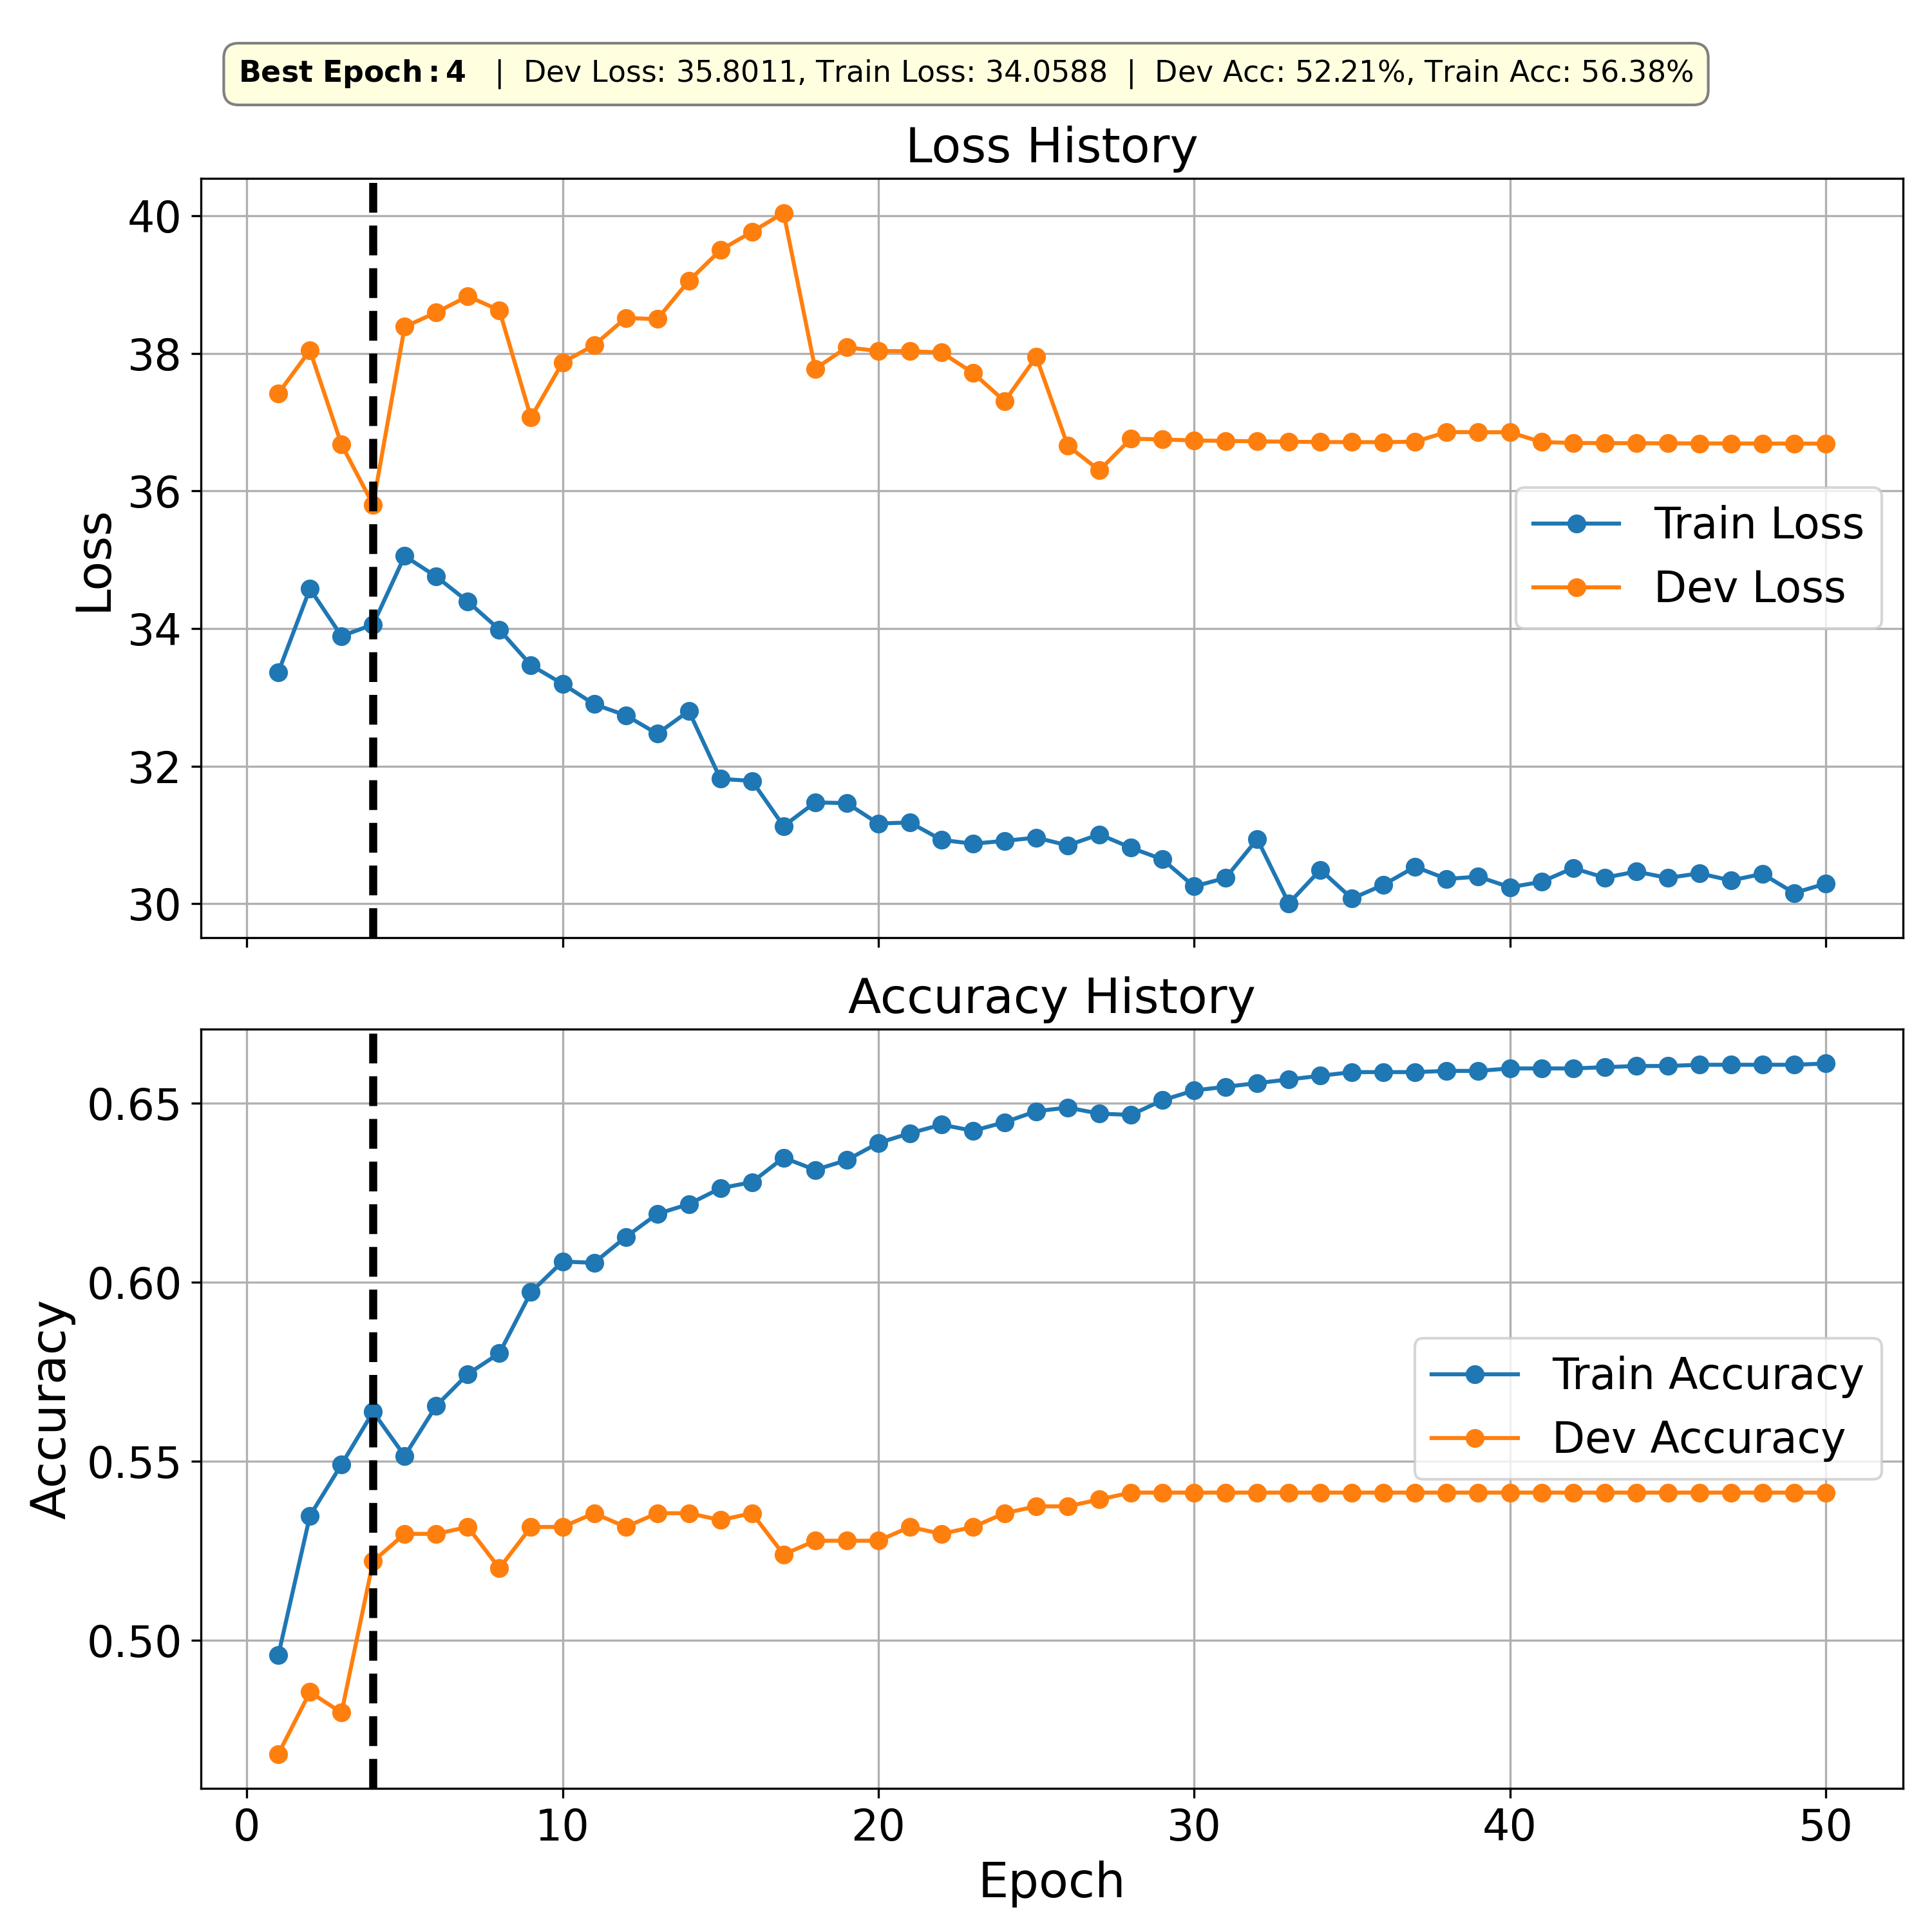 Best Epoch: 4 | Dev Loss: 35.8011, Train Loss: 34.0588 | Dev Acc: 52.21%, Train Acc: 56.38%
Loss History
40
38
36
34
32
30
Loss
Train Loss
Dev Loss
Accuracy History
0.65
0.60
0.55
0.50
Accuracy
Train Accuracy
Dev Accuracy
0 10 20 30 40 50
Epoch